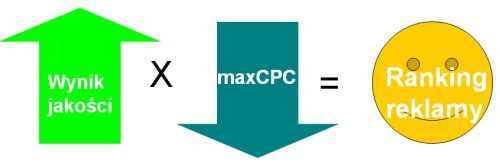 Wynik
jakości
X
maxCPC
=
Ranking
reklamy